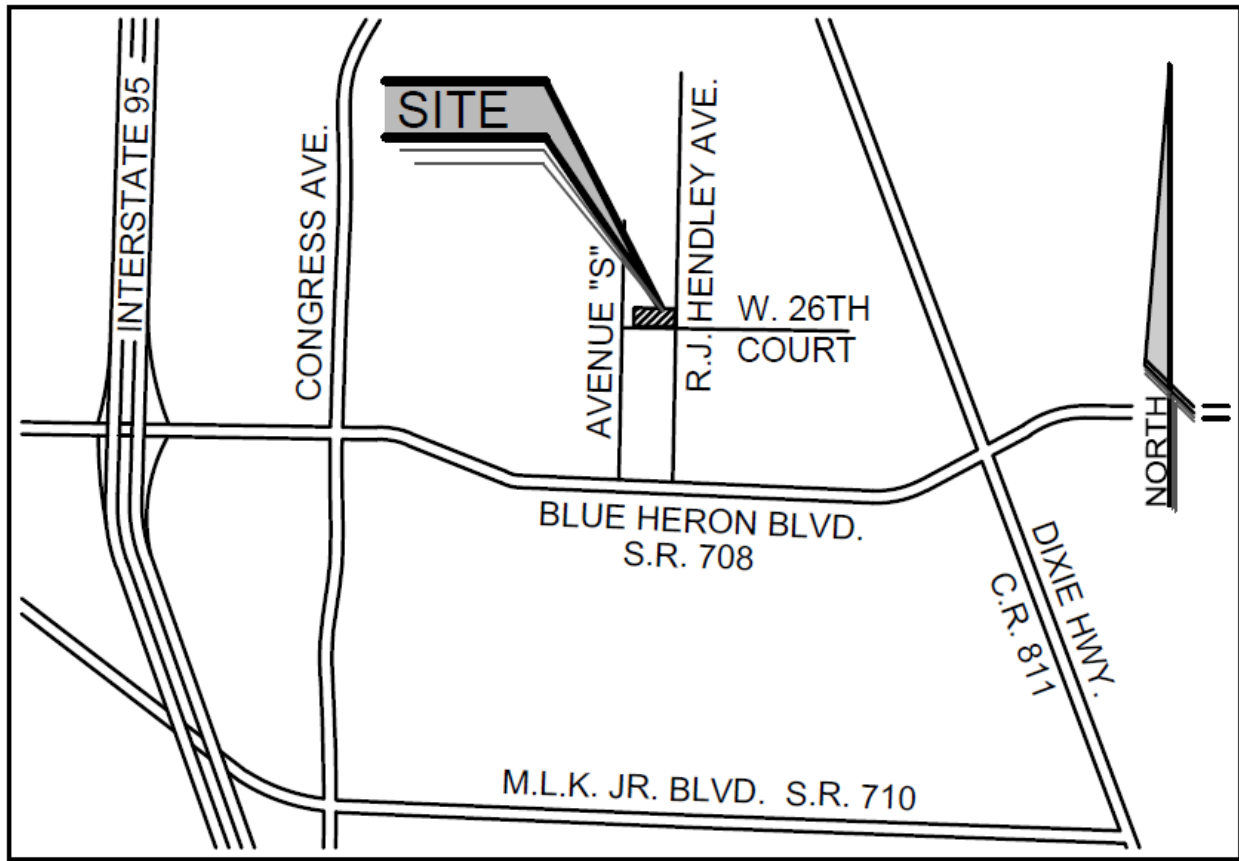 INTERSTATE 95
CONGRESS AVE.
SITE
AVENUE "S"
R.J. HENDLEY AVE.
W. 26TH
COURT
NORTH
BLUE HERON BLVD.
S.R. 708
DIXIE HWY.
C.R. 811
M.L.K. JR. BLVD. S.R. 710